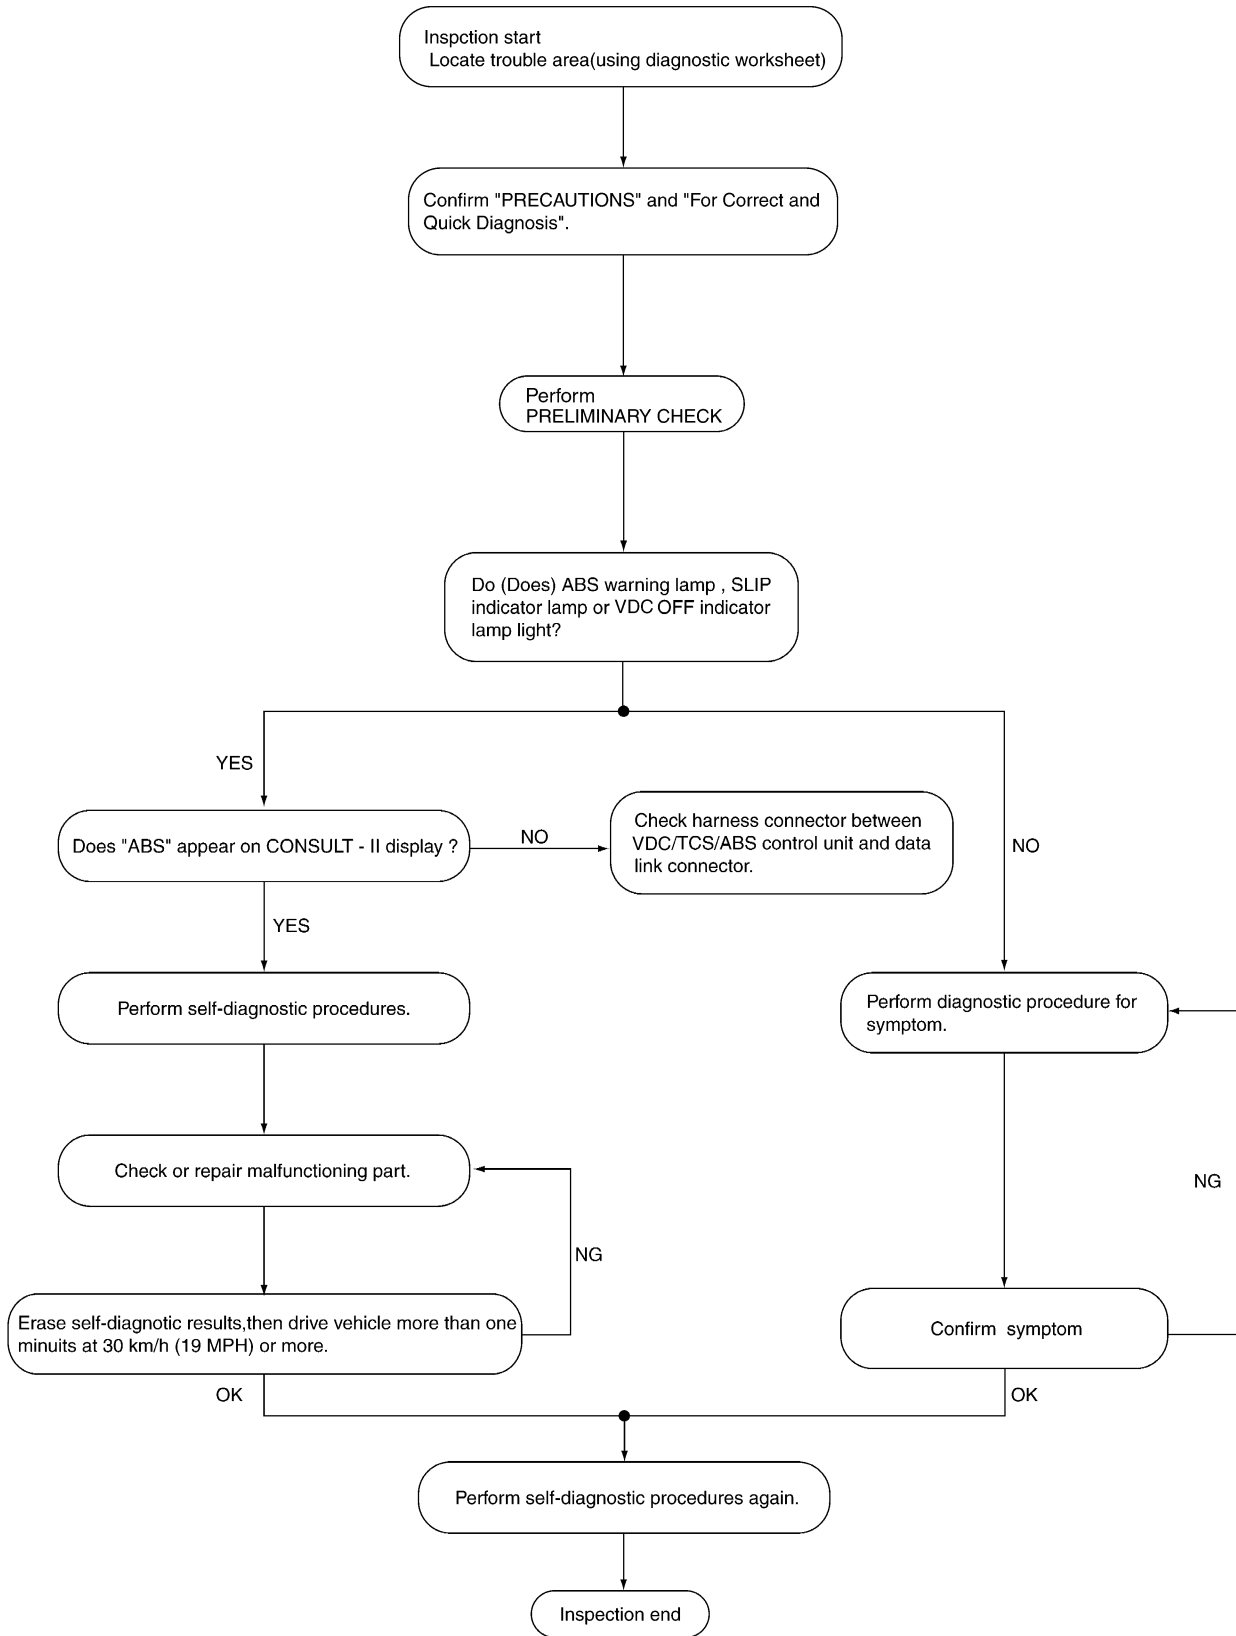 Inspction start
Locate trouble area(using diagnostic worksheet)
Confirm "PRECAUTIONS" and "For Correct and
Quick Diagnosis".
Perform
PRELIMINARY CHECK
Do (Does) ABS warning lamp , SLIP
indicator lamp or VDC OFF indicator
lamp light?
YES
NO
Does "ABS" appear on CONSULT - II display ?
NO
Check harness connector between
VDC/TCS/ABS control unit and data
link connector.
YES
Perform self-diagnostic procedures.
Perform diagnostic procedure for
symptom.
Check or repair malfunctioning part.
NG
NG
Erase self-diagnotic results,then drive vehicle more than one
minuits at 30 km/h (19 MPH) or more.
Confirm symptom
OK
OK
Perform self-diagnostic procedures again.
Inspection end